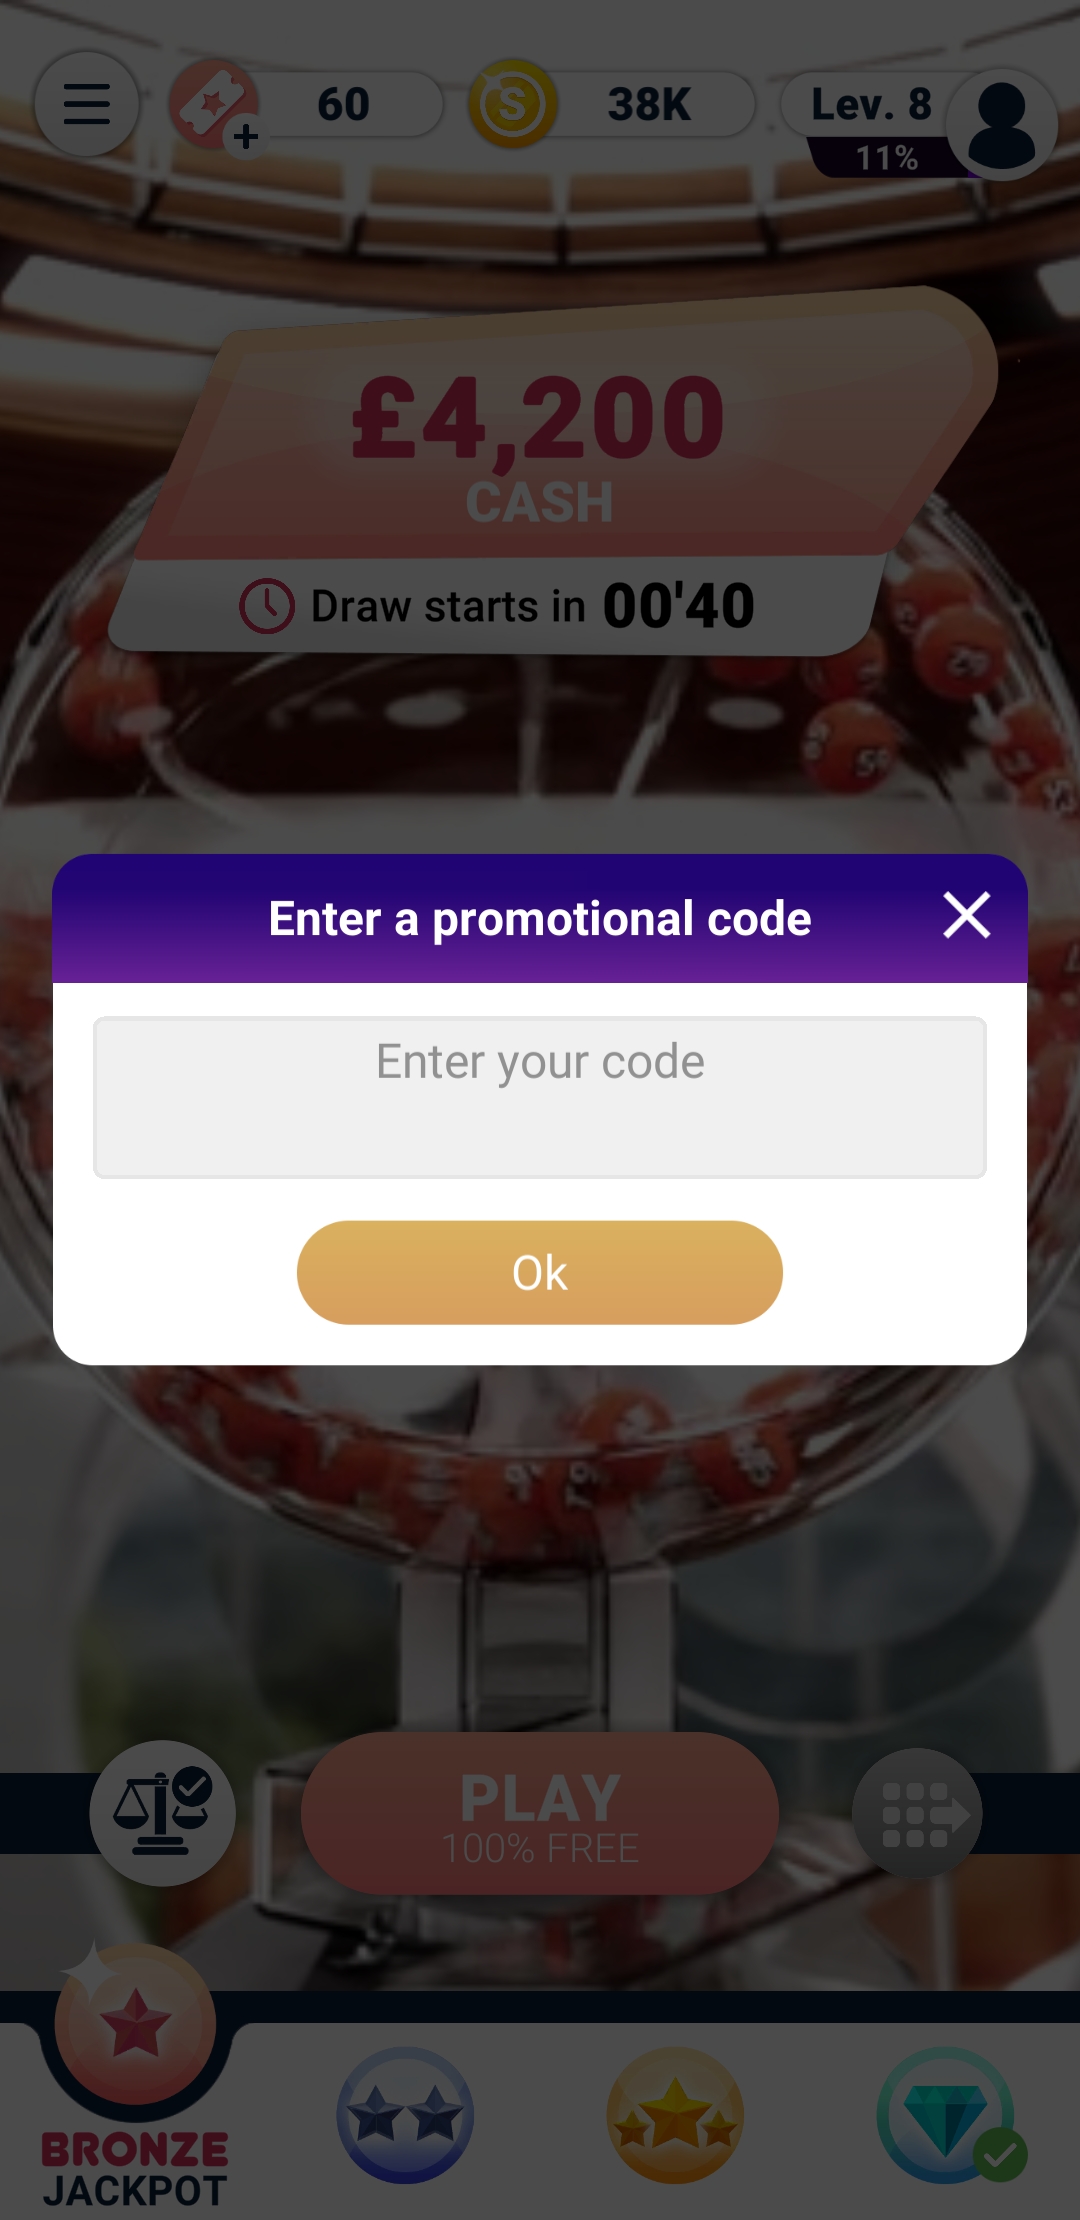 60
38K
Lev. 8
11%
£4,200
CASH
Draw starts in 00'40
Enter a promotional code
Enter your code
Ok
PLAY
100% FREE
BRONZE
JACKPOT